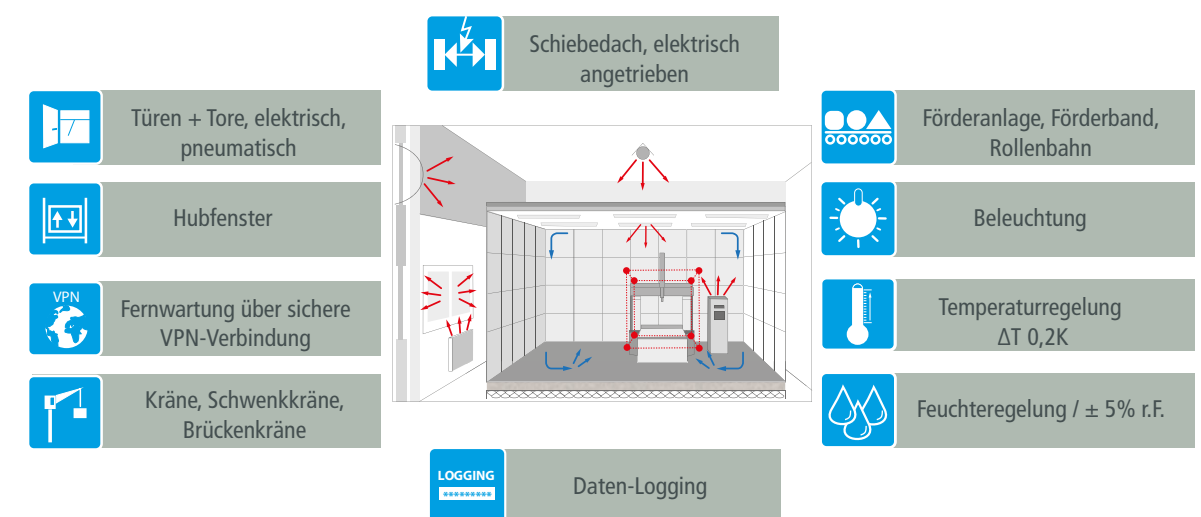 Schiebedach, elektrisch
angetrieben
Türen + Tore, elektrisch,
pneumatisch
Hubfenster
VPN
Fernwartung über sichere
VPN-Verbindung
Kräne, Schwenkkräne,
Brückenkräne
Förderanlage, Förderband,
Rollenbahn
Beleuchtung
Temperaturregelung
ΔT 0,2K
Feuchteregelung / ± 5% r.F.
LOGGING
*********
Daten-Logging